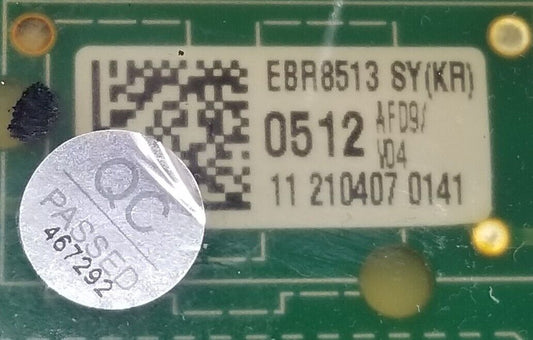 EBR8513 SY(KR)
0512 AFD9/
V04
11 210407 0141
QC
PASSED
467292